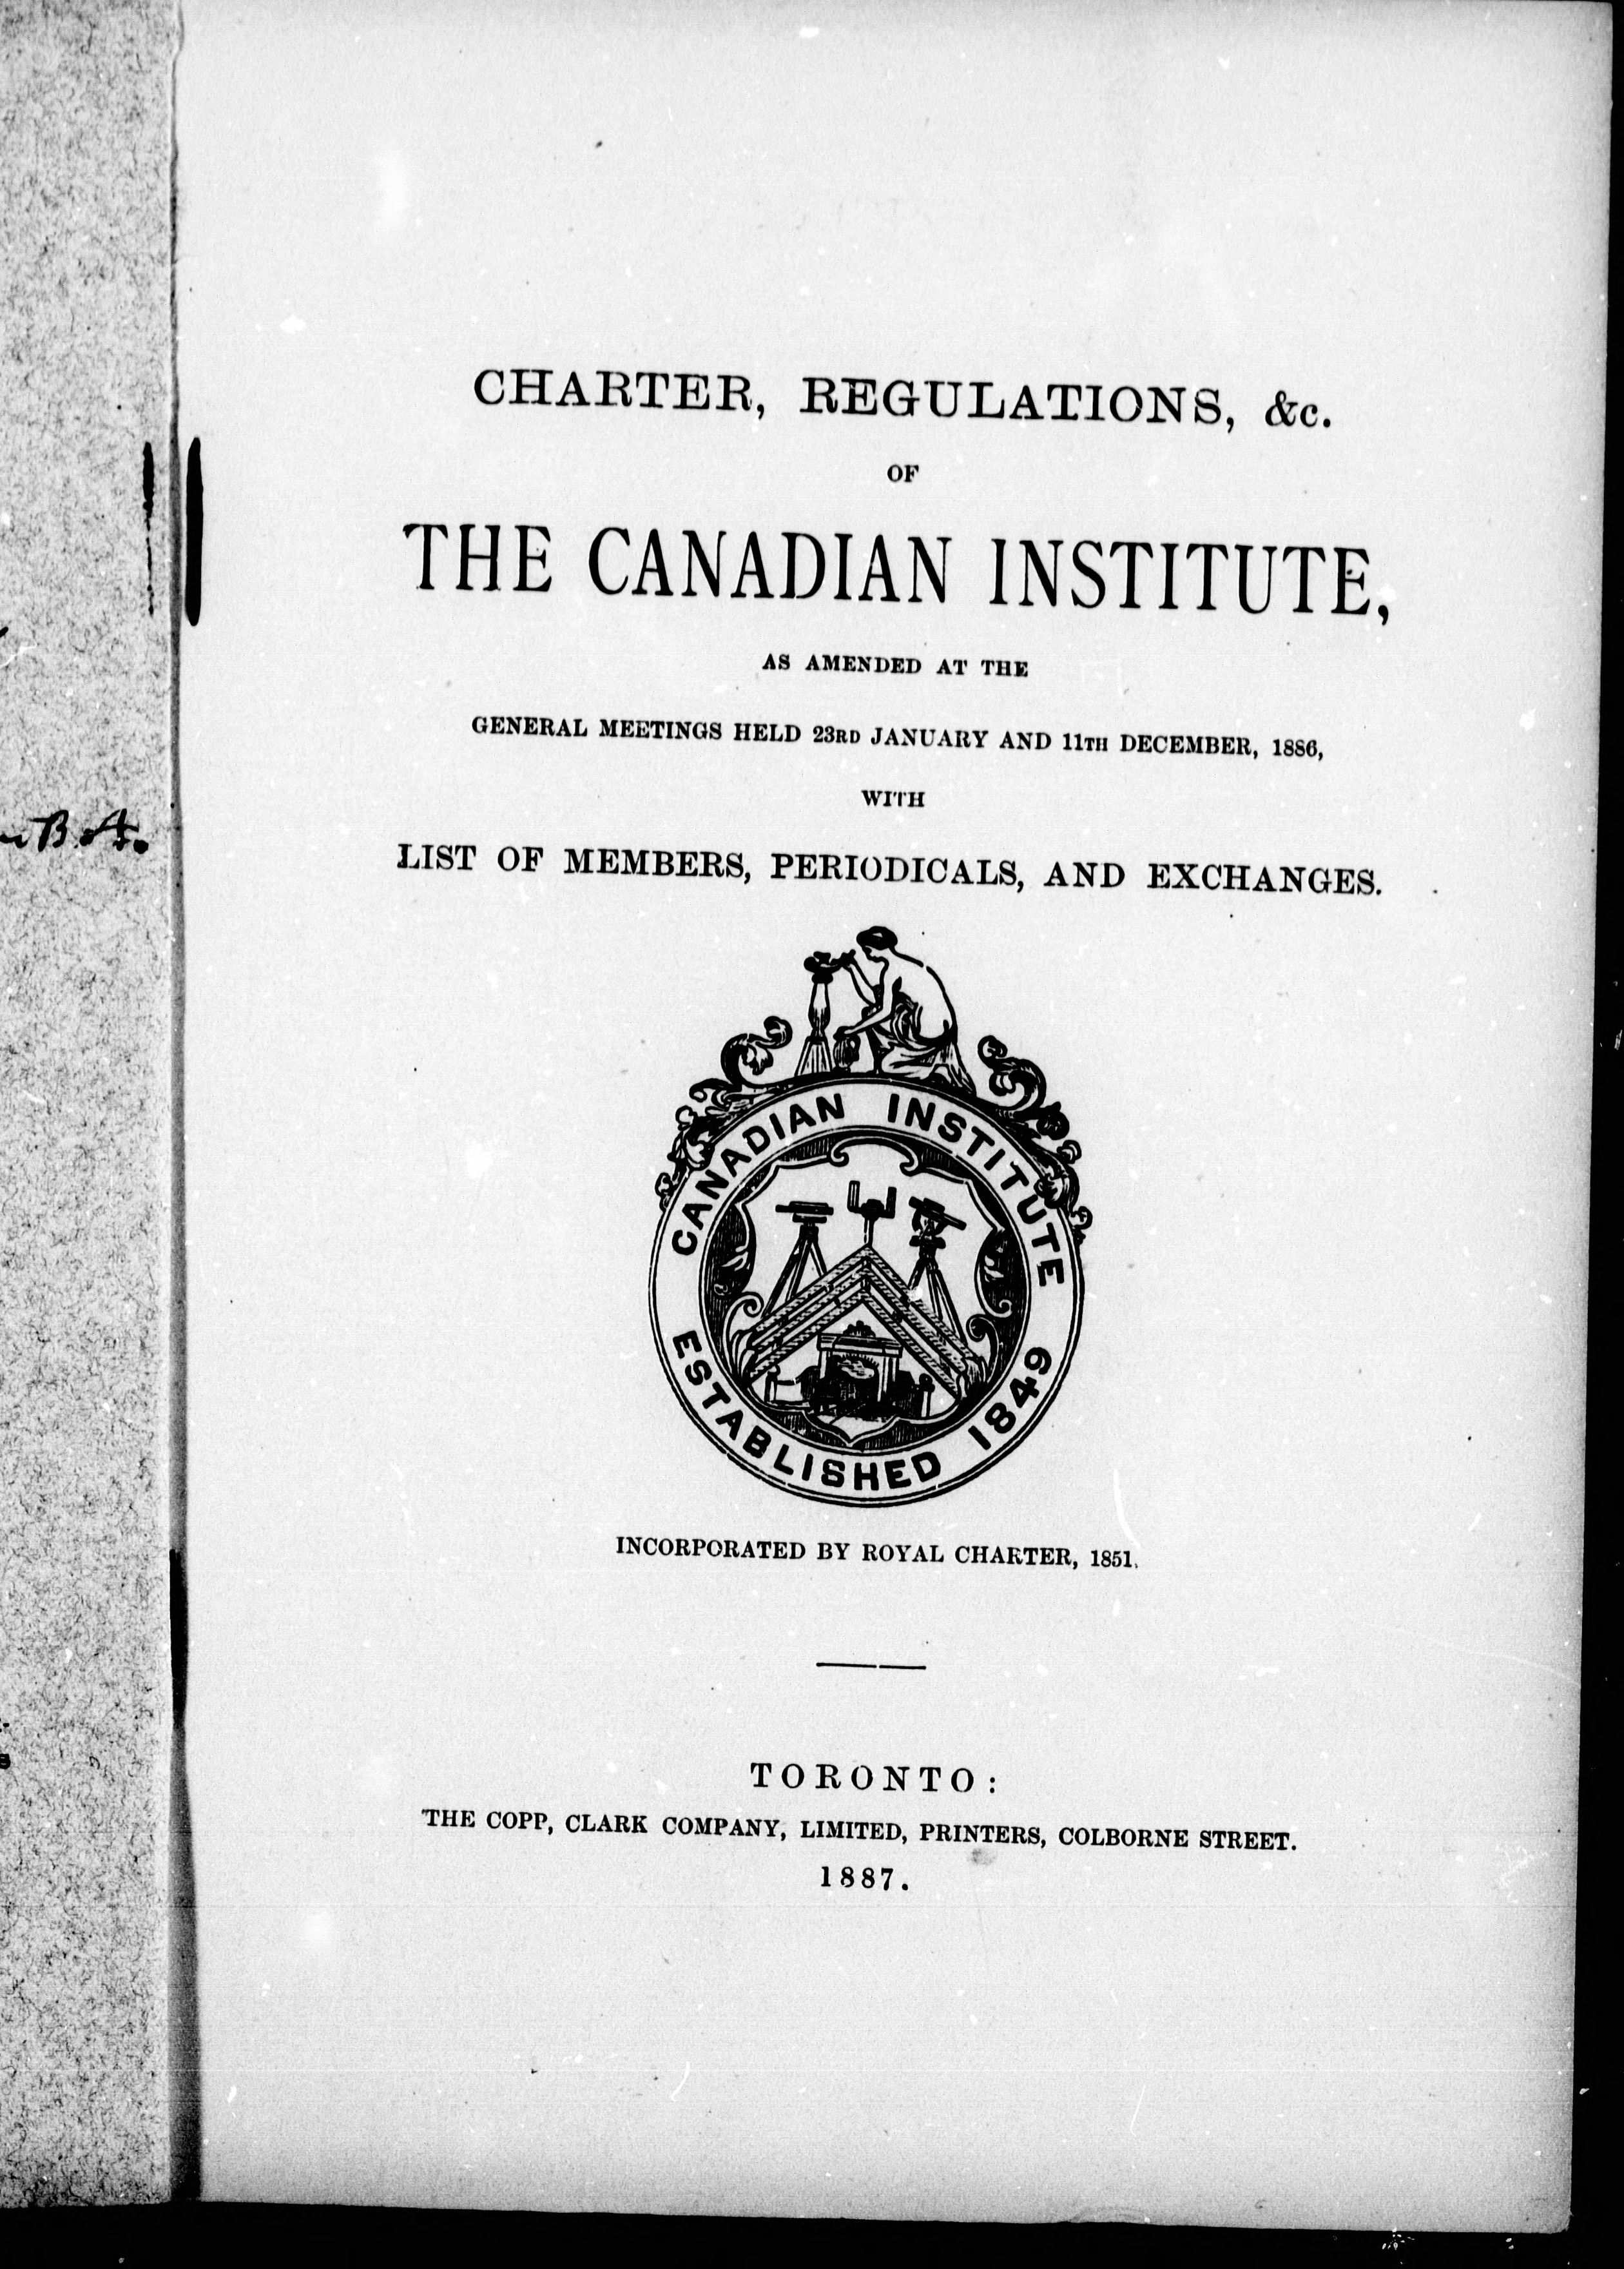 CHARTER, REGULATIONS, &c.
OF
THE CANADIAN INSTITUTE,
AS AMENDED AT THE
GENERAL MEETINGS HELD 23RD JANUARY AND 11TH DECEMBER, 1886,
WITH
LIST OF MEMBERS, PERIODICALS, AND EXCHANGES.
B.A.
CANADIAN INSTITUTE
ESTABLISHED 1849
INCORPORATED BY ROYAL CHARTER, 1851.
TORONTO:
THE COPP, CLARK COMPANY, LIMITED, PRINTERS, COLBORNE STREET.
1887.